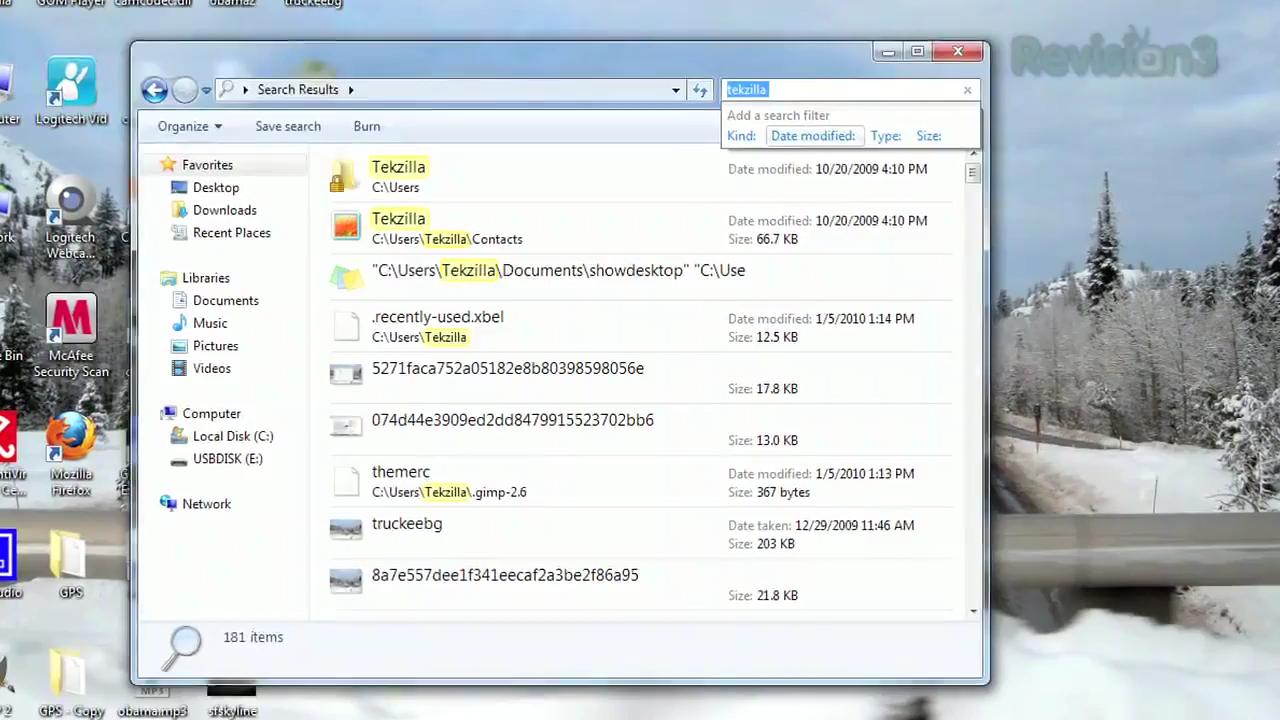 GOM Player
camcodec.dll
obama2
truckeebg
Revision3
Logitech Vid
Logitech
Webca...
McAfee
Security Scan
Bin
Mozilla
Firefox
GPS
GPS - Copy
obama.mp3
sfskyline
MP3
Search Results
tekzilla
Organize
Save search
Burn
Add a search filter
Kind: Date modified: Type: Size:
Favorites
Desktop
Downloads
Recent Places
Libraries
Documents
Music
Pictures
Videos
Computer
Local Disk (C:)
USBDISK (E:)
Network
Tekzilla
C:\Users
Date modified: 10/20/2009 4:10 PM
Tekzilla
C:\Users\Tekzilla\Contacts
Date modified: 10/20/2009 4:10 PM
Size: 66.7 KB
"C:\Users\Tekzilla\Documents\showdesktop" "C:\Use
.recently-used.xbel
C:\Users\Tekzilla
Date modified: 1/5/2010 1:14 PM
Size: 12.5 KB
5271faca752a05182e8b80398598056e
Size: 17.8 KB
074d44e3909ed2dd8479915523702bb6
Size: 13.0 KB
themerc
C:\Users\Tekzilla\.gimp-2.6
Date modified: 1/5/2010 1:13 PM
Size: 367 bytes
truckeebg
Date taken: 12/29/2009 11:46 AM
Size: 203 KB
8a7e557dee1f341eecaf2a3be2f86a95
Size: 21.8 KB
181 items